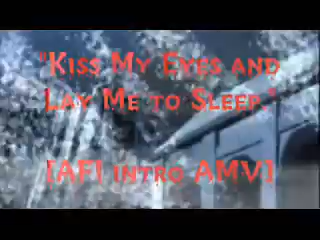 "Kiss My Eyes and
Lay Me to Sleep."
[AFI intro AMV]